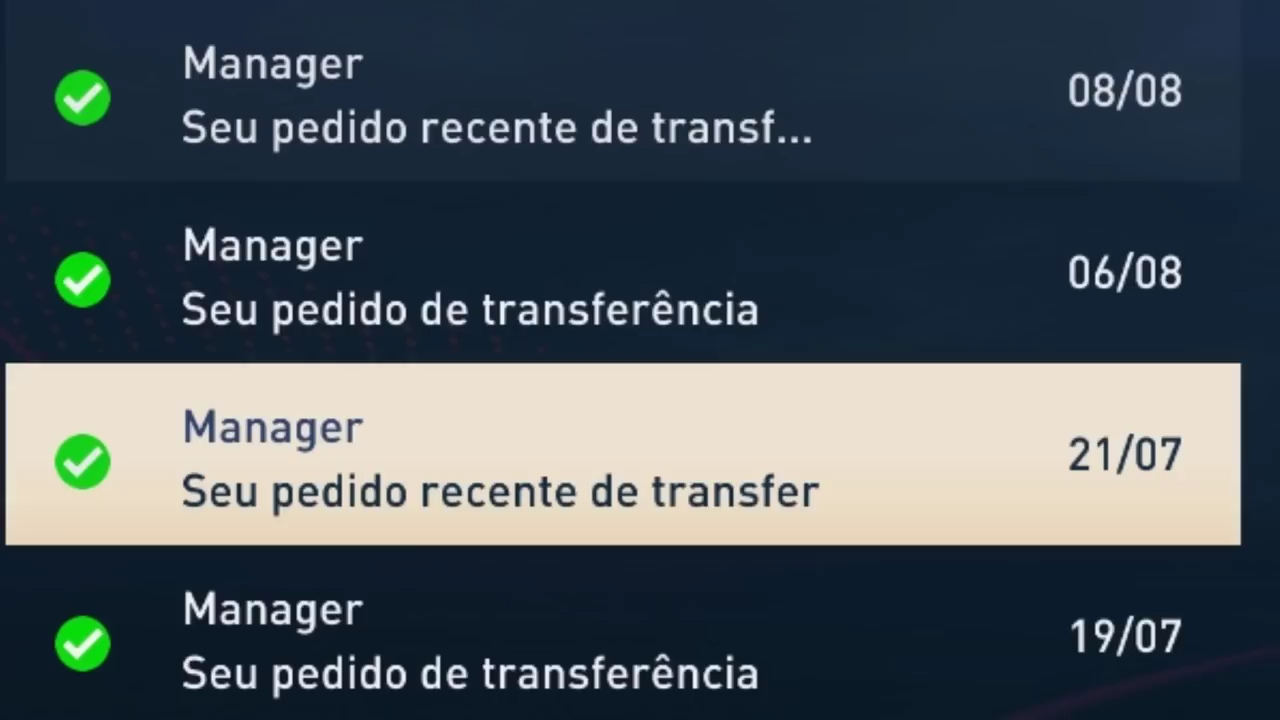 Manager
08/08
Seu pedido recente de transf...
Manager
06/08
Seu pedido de transferência
Manager
21/07
Seu pedido recente de transfer
Manager
19/07
Seu pedido de transferência